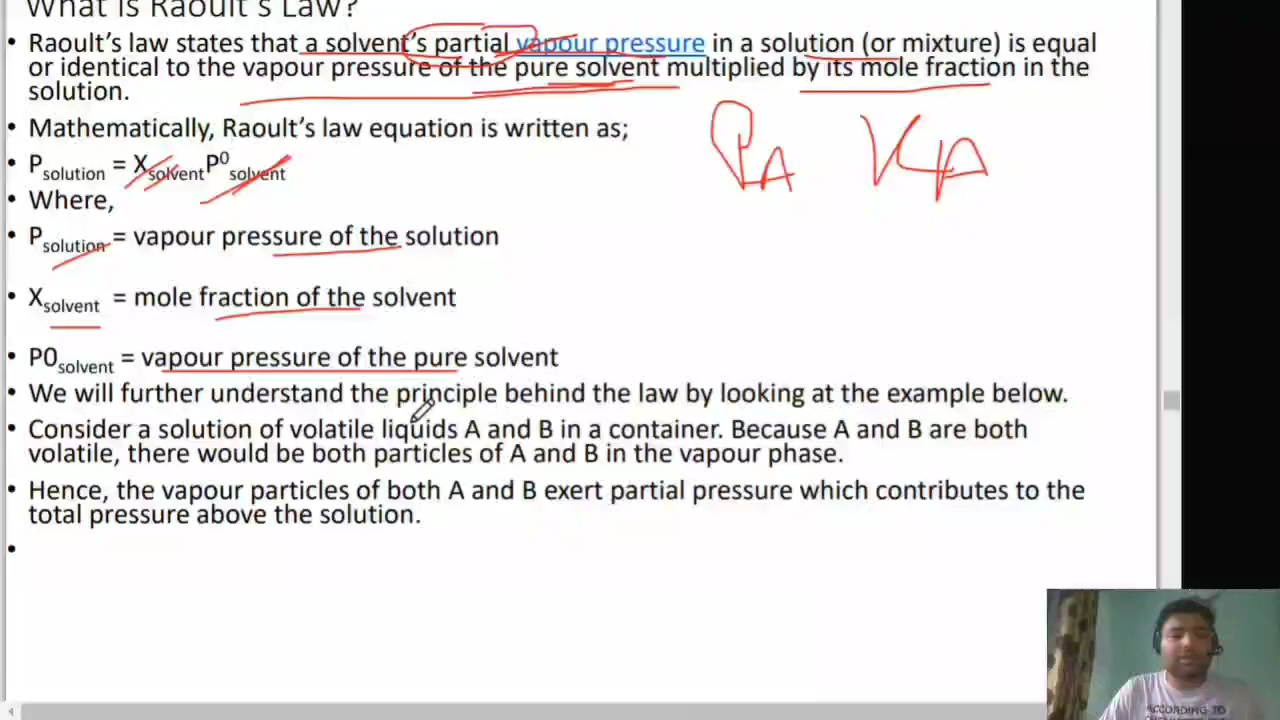 What is Raoult's Law?
• Raoult's law states that a solvent's partial vapour pressure in a solution (or mixture) is equal
or identical to the vapour pressure of the pure solvent multiplied by its mole fraction in the
solution.
• Mathematically, Raoult's law equation is written as;
PA
• Psolution = XsolventP0solvent
• Where,
• Psolution = vapour pressure of the solution
• Xsolvent = mole fraction of the solvent
• P0solvent = vapour pressure of the pure solvent
• We will further understand the principle behind the law by looking at the example below.
• Consider a solution of volatile liquids A and B in a container. Because A and B are both
volatile, there would be both particles of A and B in the vapour phase.
• Hence, the vapour particles of both A and B exert partial pressure which contributes to the
total pressure above the solution.
•
ACCORDING TO